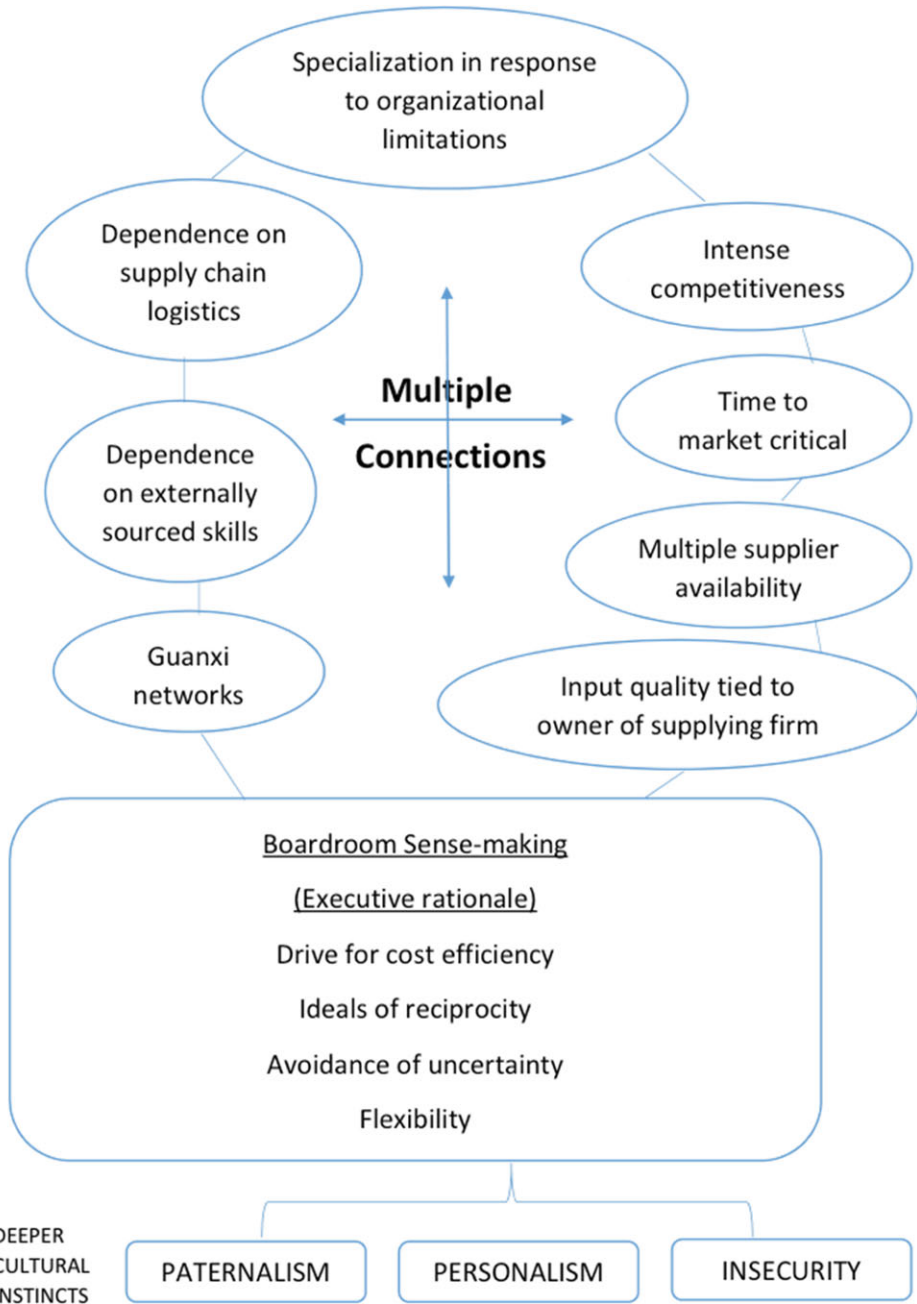 Specialization in response
to organizational
limitations
Dependence on
supply chain
logistics
Intense
competitiveness
Multiple
Connections
Time to
market critical
Dependence
on externally
sourced skills
Multiple supplier
availability
Guanxi
networks
Input quality tied to
owner of supplying firm
Boardroom Sense-making
(Executive rationale)
Drive for cost efficiency
Ideals of reciprocity
Avoidance of uncertainty
Flexibility
DEEPER
CULTURAL
INSTINCTS
PATERNALISM
PERSONALISM
INSECURITY